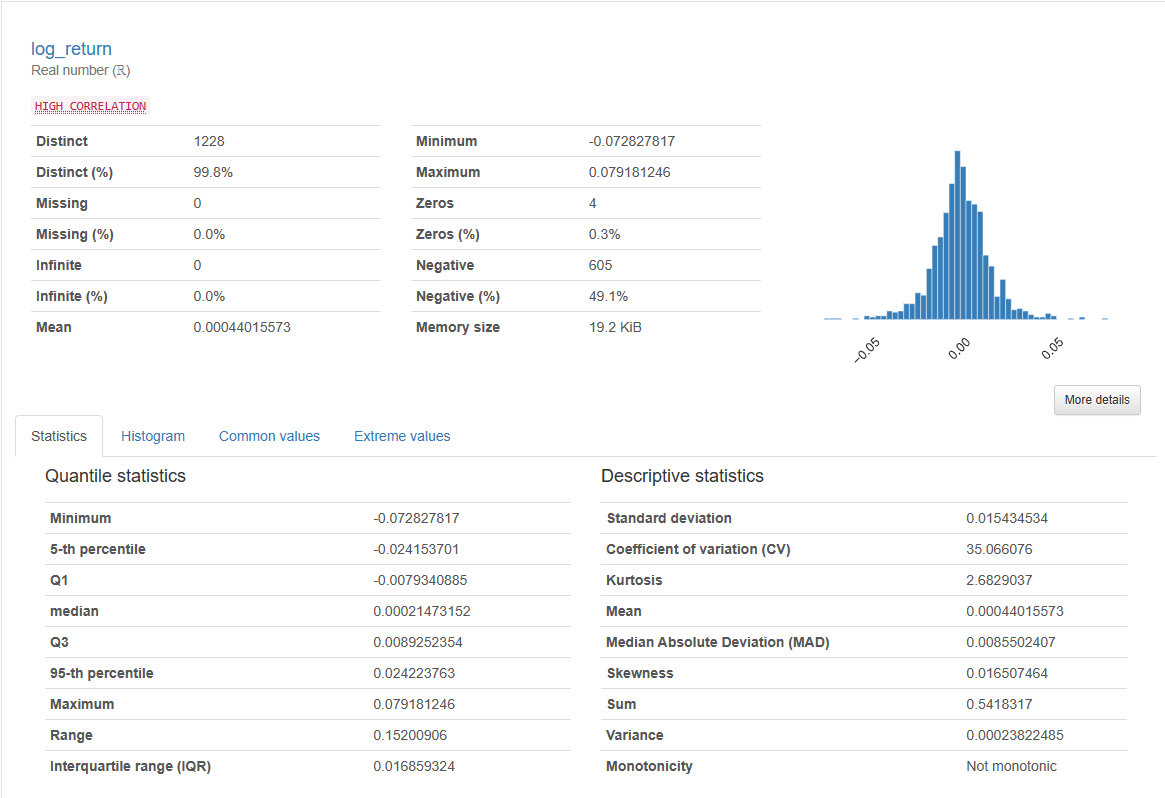 log_return
Real number (ℝ)
HIGH CORRELATION
Distinct 1228
Distinct (%) 99.8%
Missing 0
Missing (%) 0.0%
Infinite 0
Infinite (%) 0.0%
Mean 0.00044015573
Minimum -0.072827817
Maximum 0.079181246
Zeros 4
Zeros (%) 0.3%
Negative 605
Negative (%) 49.1%
Memory size 19.2 KiB
−0.05
0.00
0.05
More details
Statistics Histogram Common values Extreme values
Quantile statistics
Minimum -0.072827817
5-th percentile -0.024153701
Q1 -0.0079340885
median 0.00021473152
Q3 0.0089252354
95-th percentile 0.024223763
Maximum 0.079181246
Range 0.15200906
Interquartile range (IQR) 0.016859324
Descriptive statistics
Standard deviation 0.015434534
Coefficient of variation (CV) 35.066076
Kurtosis 2.6829037
Mean 0.00044015573
Median Absolute Deviation (MAD) 0.0085502407
Skewness 0.016507464
Sum 0.5418317
Variance 0.00023822485
Monotonicity Not monotonic